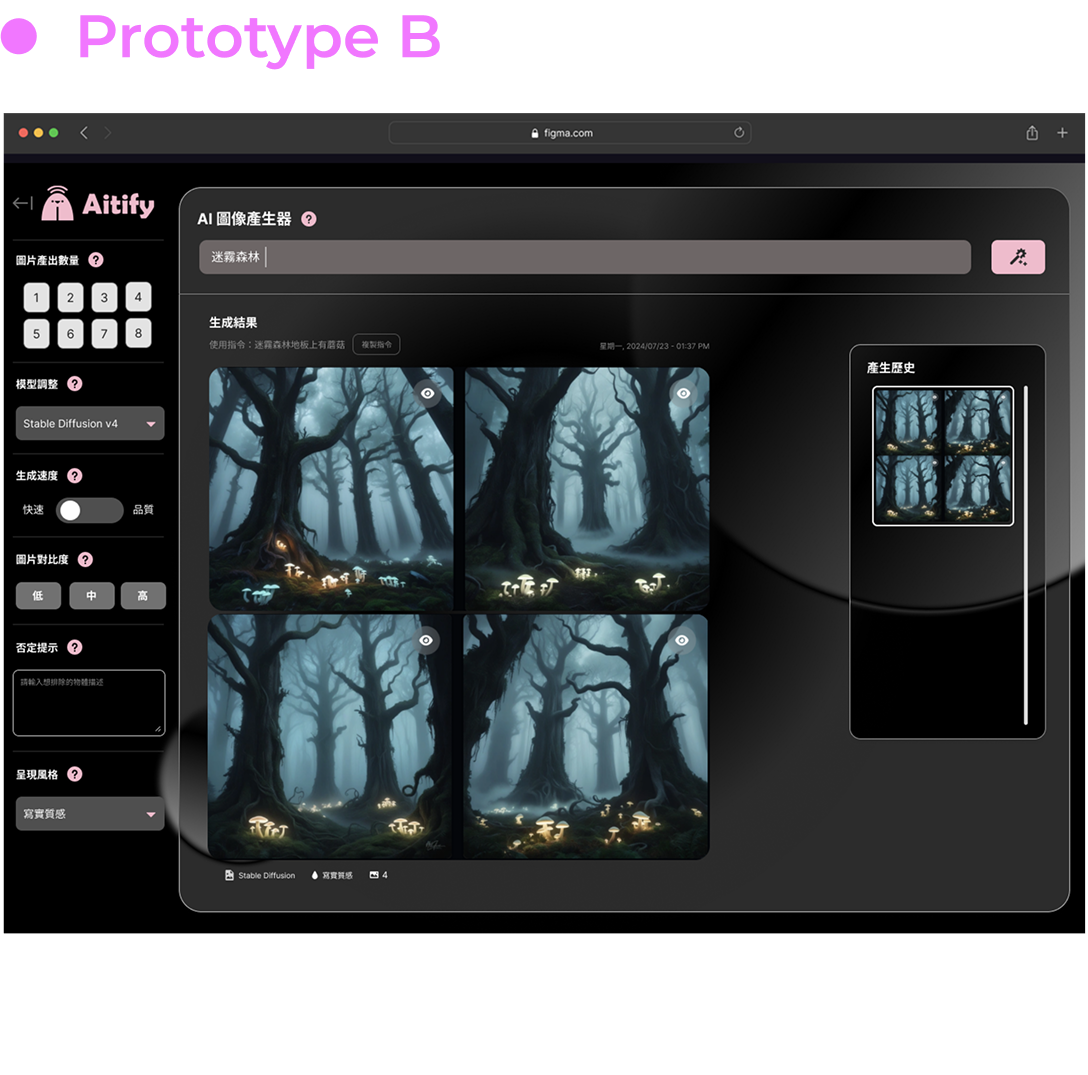 Prototype B
figma.com
Aitify
圖片產出數量 ?
1 2 3 4
5 6 7 8
模型調整 ?
Stable Diffusion v4
生成速度 ?
快速 品質
圖片對比度 ?
低 中 高
否定提示 ?
請輸入想排除的物體描述
呈現風格 ?
寫實質感
AI 圖像產生器 ?
迷霧森林
生成結果
使用指令：迷霧森林地板上有蘑菇 複製指令
星期一, 2024/07/23 - 01:37 PM
Stable Diffusion 寫實質感 4
產生歷史